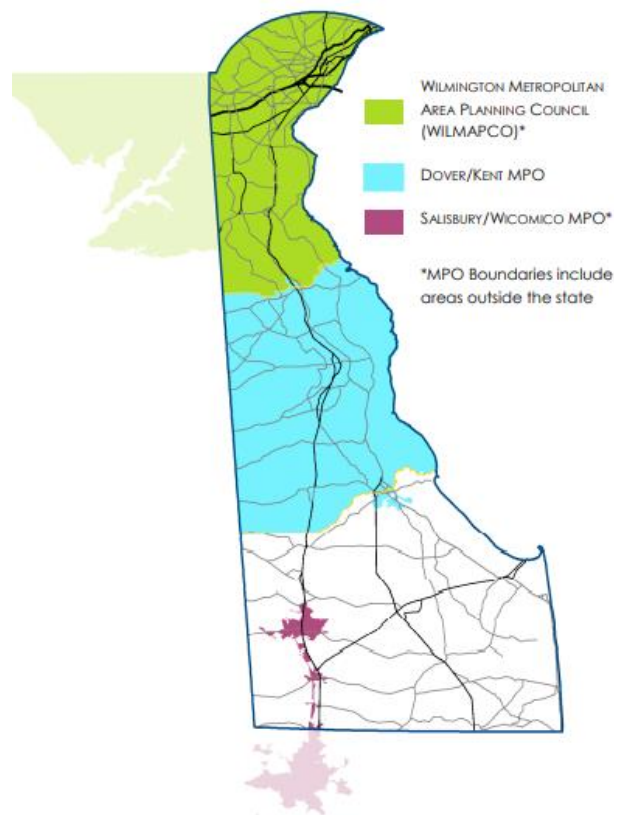 WILMINGTON METROPOLITAN
AREA PLANNING COUNCIL
(WILMAPCO)*
DOVER/KENT MPO
SALISBURY/WICOMICO MPO*
*MPO Boundaries include
areas outside the state